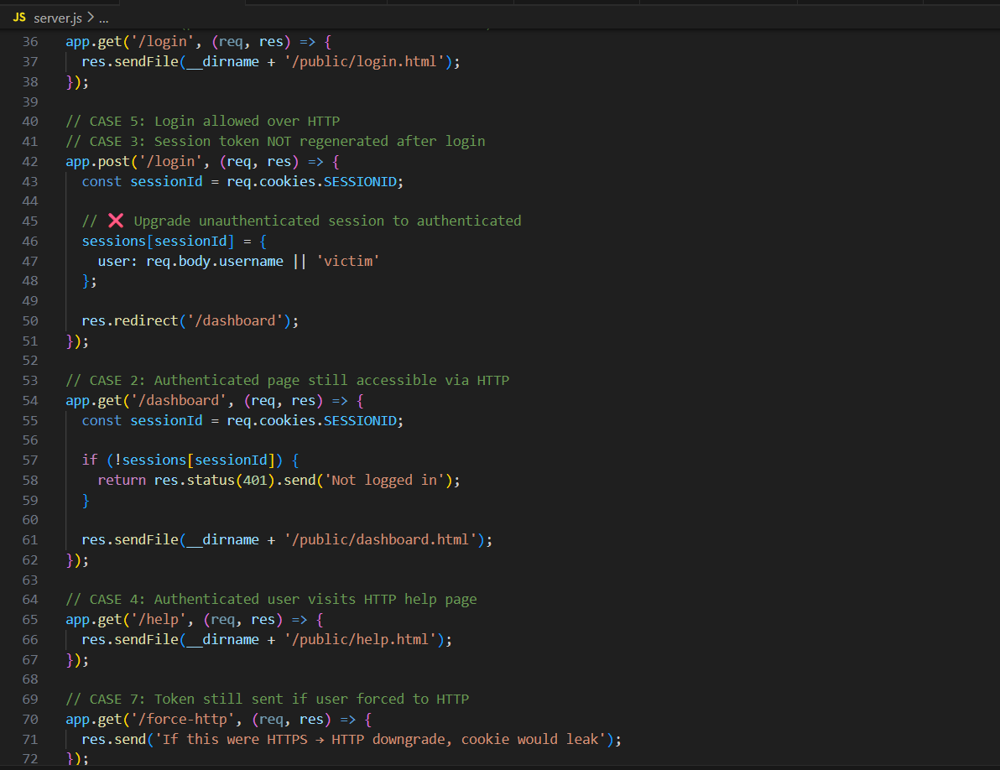 JS server.js > ...
36 app.get('/login', (req, res) => {
37 res.sendFile(__dirname + '/public/login.html');
38 });
39
40 // CASE 5: Login allowed over HTTP
41 // CASE 3: Session token NOT regenerated after login
42 app.post('/login', (req, res) => {
43 const sessionId = req.cookies.SESSIONID;
44
45 // ❌ Upgrade unauthenticated session to authenticated
46 sessions[sessionId] = {
47 user: req.body.username || 'victim'
48 };
49
50 res.redirect('/dashboard');
51 });
52
53 // CASE 2: Authenticated page still accessible via HTTP
54 app.get('/dashboard', (req, res) => {
55 const sessionId = req.cookies.SESSIONID;
56
57 if (!sessions[sessionId]) {
58 return res.status(401).send('Not logged in');
59 }
60
61 res.sendFile(__dirname + '/public/dashboard.html');
62 });
63
64 // CASE 4: Authenticated user visits HTTP help page
65 app.get('/help', (req, res) => {
66 res.sendFile(__dirname + '/public/help.html');
67 });
68
69 // CASE 7: Token still sent if user forced to HTTP
70 app.get('/force-http', (req, res) => {
71 res.send('If this were HTTPS → HTTP downgrade, cookie would leak');
72 });